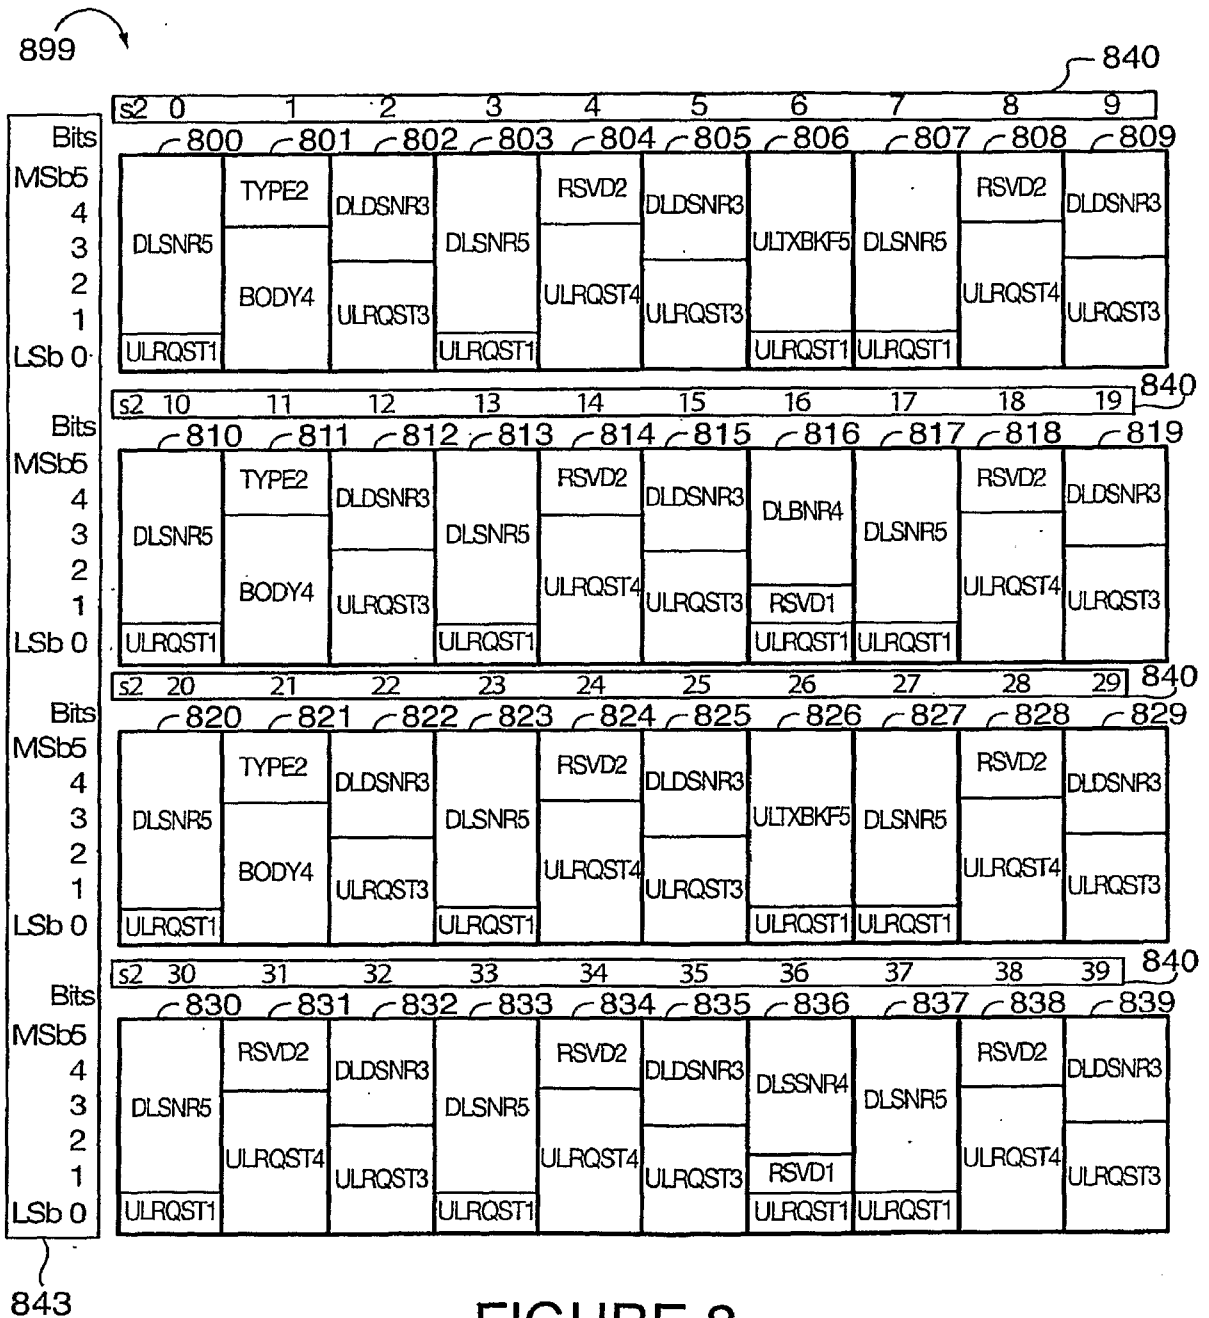 899
840
s2 0 1 2 3 4 5 6 7 8 9
Bits 800 801 802 803 804 805 806 807 808 809
MSb5 TYPE2 RSVD2 RSVD2
4 DLDSNR3 DLDSNR3 DLDSNR3
3 DLSNR5 DLSNR5 ULTXBKF5 DLSNR5
2 BODY4 ULRQST4 ULRQST4
1 ULRQST3 ULRQST3 ULRQST3
LSb 0 ULRQST1 ULRQST1 ULRQST1 ULRQST1
s2 10 11 12 13 14 15 16 17 18 19 840
Bits 810 811 812 813 814 815 816 817 818 819
MSb5 TYPE2 RSVD2 RSVD2
4 DLDSNR3 DLDSNR3 DLBNR4 DLDSNR3
3 DLSNR5 DLSNR5 DLSNR5
2 BODY4 ULRQST4 ULRQST4
1 ULRQST3 ULRQST3 RSVD1 ULRQST3
LSb 0 ULRQST1 ULRQST1 ULRQST1 ULRQST1
s2 20 21 22 23 24 25 26 27 28 29 840
Bits 820 821 822 823 824 825 826 827 828 829
MSb5 TYPE2 RSVD2 RSVD2
4 DLDSNR3 DLDSNR3 DLDSNR3
3 DLSNR5 DLSNR5 ULTXBKF5 DLSNR5
2 BODY4 ULRQST4 ULRQST4
1 ULRQST3 ULRQST3 ULRQST3
LSb 0 ULRQST1 ULRQST1 ULRQST1 ULRQST1
s2 30 31 32 33 34 35 36 37 38 39 840
Bits 830 831 832 833 834 835 836 837 838 839
MSb5 RSVD2 RSVD2 RSVD2
4 DLDSNR3 DLDSNR3 DLSSNR4 DLDSNR3
3 DLSNR5 DLSNR5 DLSNR5
2 ULRQST4 ULRQST4 ULRQST4
1 ULRQST3 ULRQST3 RSVD1 ULRQST3
LSb 0 ULRQST1 ULRQST1 ULRQST1 ULRQST1
843
FIGURE 8